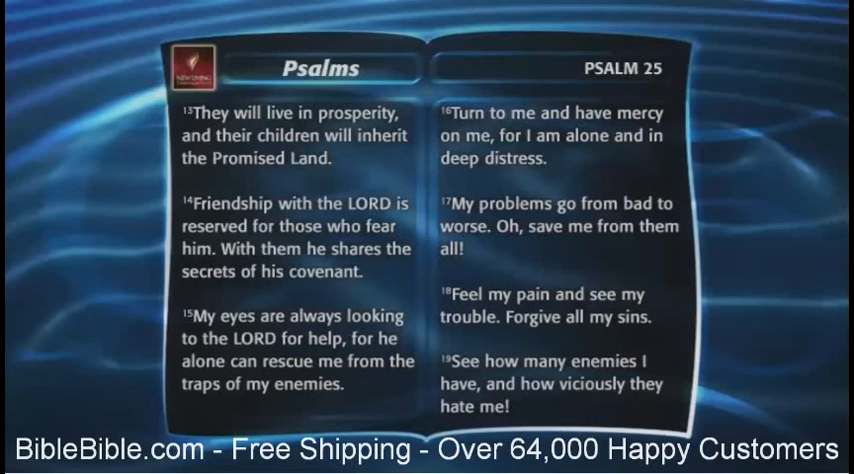 NEW LIVING
Psalms
PSALM 25
13They will live in prosperity,
and their children will inherit
the Promised Land.
14Friendship with the LORD is
reserved for those who fear
him. With them he shares the
secrets of his covenant.
15My eyes are always looking
to the LORD for help, for he
alone can rescue me from the
traps of my enemies.
16Turn to me and have mercy
on me, for I am alone and in
deep distress.
17My problems go from bad to
worse. Oh, save me from them
all!
18Feel my pain and see my
trouble. Forgive all my sins.
19See how many enemies I
have, and how viciously they
hate me!
BibleBible.com - Free Shipping - Over 64,000 Happy Customers